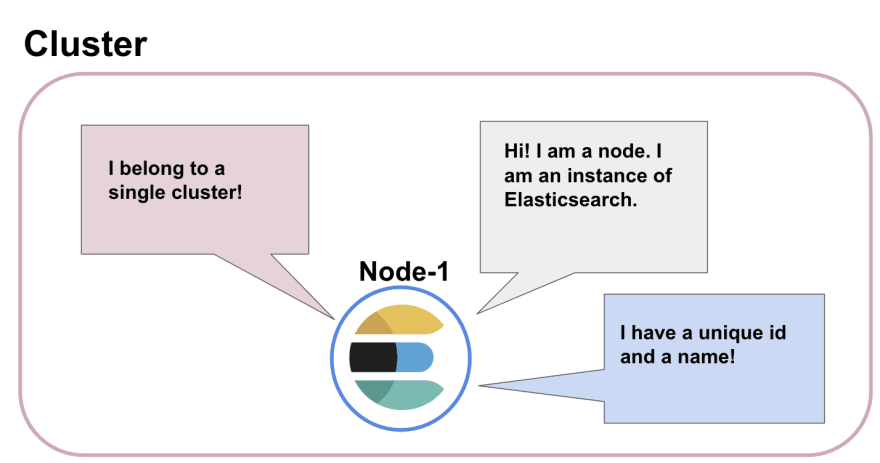 Cluster
I belong to a
single cluster!
Hi! I am a node. I
am an instance of
Elasticsearch.
Node-1
I have a unique id
and a name!